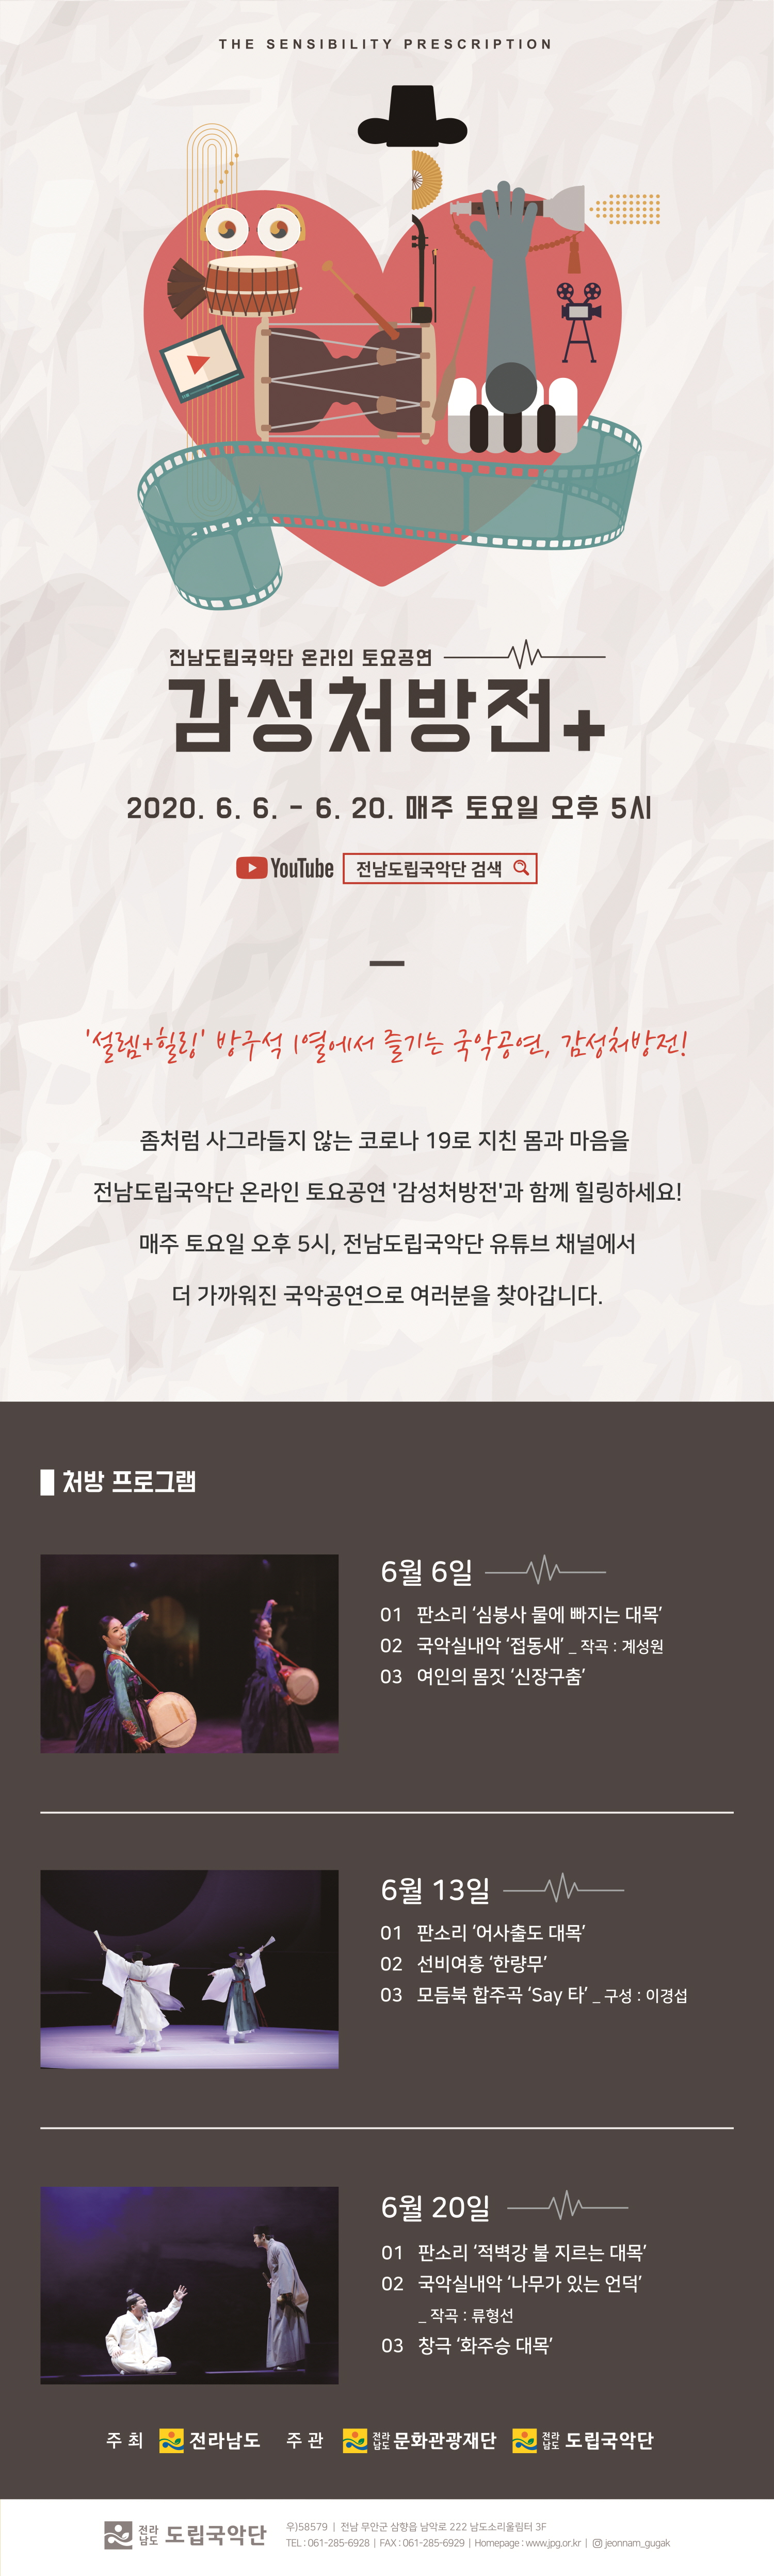 THE SENSIBILITY PRESCRIPTION
전남도립국악단 온라인 토요공연
감성처방전+
2020. 6. 6. - 6. 20. 매주 토요일 오후 5시
YouTube 전남도립국악단 검색
'설렘+힐링' 방구석 1열에서 즐기는 국악공연, 감성처방전!
좀처럼 사그라들지 않는 코로나 19로 지친 몸과 마음을
전남도립국악단 온라인 토요공연 '감성처방전'과 함께 힐링하세요!
매주 토요일 오후 5시, 전남도립국악단 유튜브 채널에서
더 가까워진 국악공연으로 여러분을 찾아갑니다.
처방 프로그램
6월 6일
01 판소리 ‘심봉사 물에 빠지는 대목’
02 국악실내악 ‘접동새’ _ 작곡 : 계성원
03 여인의 몸짓 ‘신장구춤’
6월 13일
01 판소리 ‘어사출도 대목’
02 선비여흥 ‘한량무’
03 모듬북 합주곡 ‘Say 타’ _ 구성 : 이경섭
6월 20일
01 판소리 ‘적벽강 불 지르는 대목’
02 국악실내악 ‘나무가 있는 언덕’
_ 작곡 : 류형선
03 창극 ‘화주승 대목’
주 최 전라남도 주 관 전라남도 문화관광재단 전라남도 도립국악단
전라남도 도립국악단
우)58579 | 전남 무안군 삼향읍 남악로 222 남도소리울림터 3F
TEL : 061-285-6928 | FAX : 061-285-6929 | Homepage : www.jpg.or.kr | jeonnam_gugak